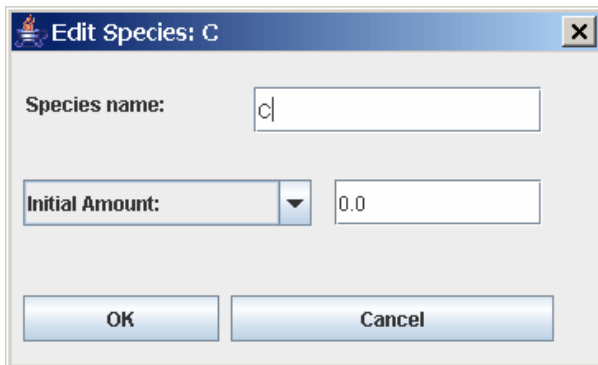 Edit Species: C
Species name: C
Initial Amount: 0.0
OK Cancel